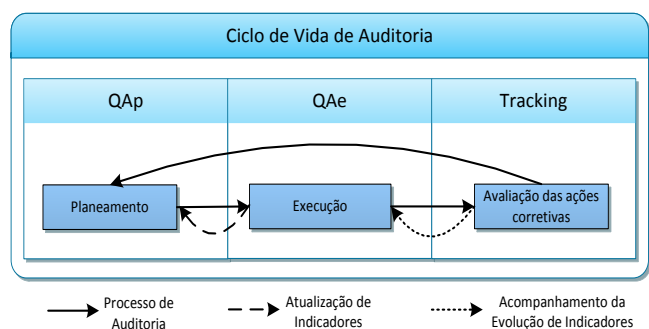 Ciclo de Vida de Auditoria
QAp
QAe
Tracking
Planeamento
Execução
Avaliação das ações
corretivas
Processo de
Auditoria
Atualização de
Indicadores
Acompanhamento da
Evolução de Indicadores